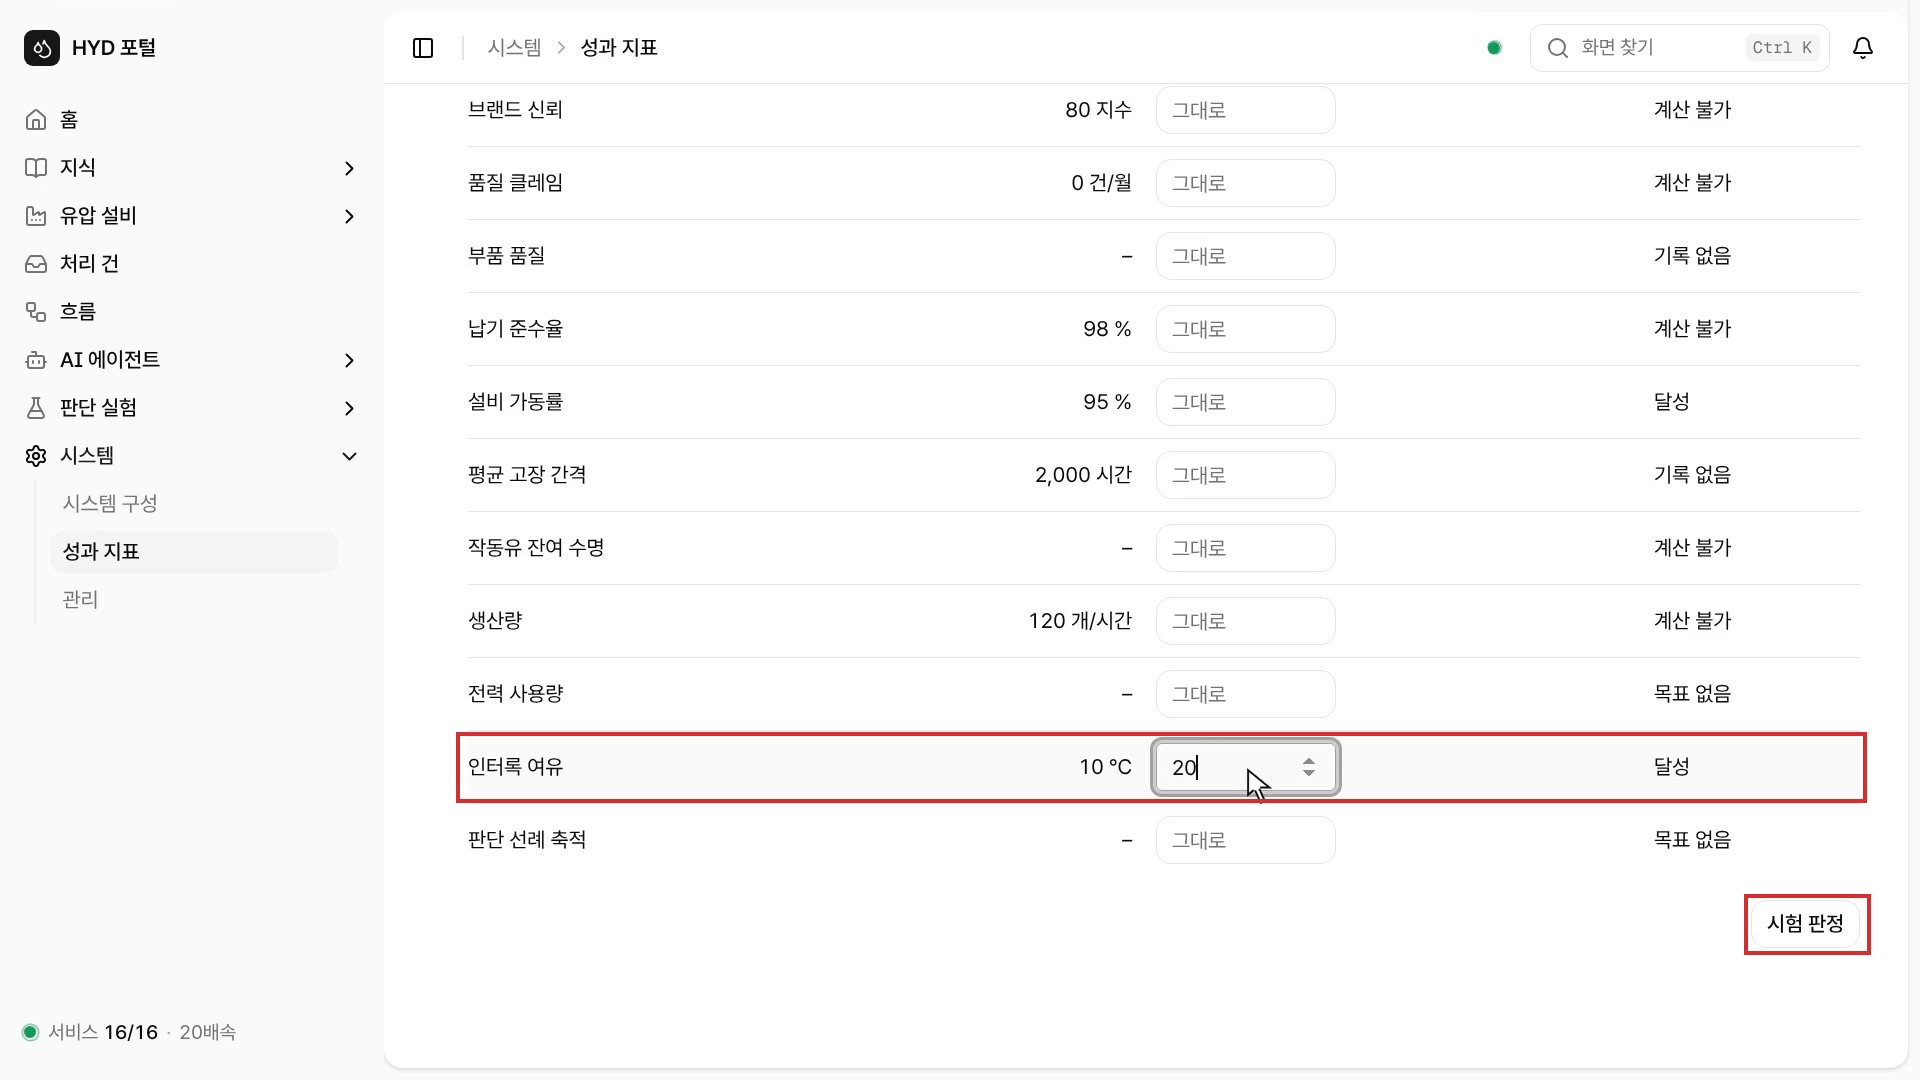 HYD 포털
홈
지식
유압 설비
처리 건
흐름
AI 에이전트
판단 실험
시스템
시스템 구성
성과 지표
관리
서비스 16/16 · 20배속
시스템 > 성과 지표
화면 찾기 Ctrl K
브랜드 신뢰 80 지수 그대로 계산 불가
품질 클레임 0 건/월 그대로 계산 불가
부품 품질 – 그대로 기록 없음
납기 준수율 98 % 그대로 계산 불가
설비 가동률 95 % 그대로 달성
평균 고장 간격 2,000 시간 그대로 기록 없음
작동유 잔여 수명 – 그대로 계산 불가
생산량 120 개/시간 그대로 계산 불가
전력 사용량 – 그대로 목표 없음
인터록 여유 10 °C 20 달성
판단 선례 축적 – 그대로 목표 없음
시험 판정